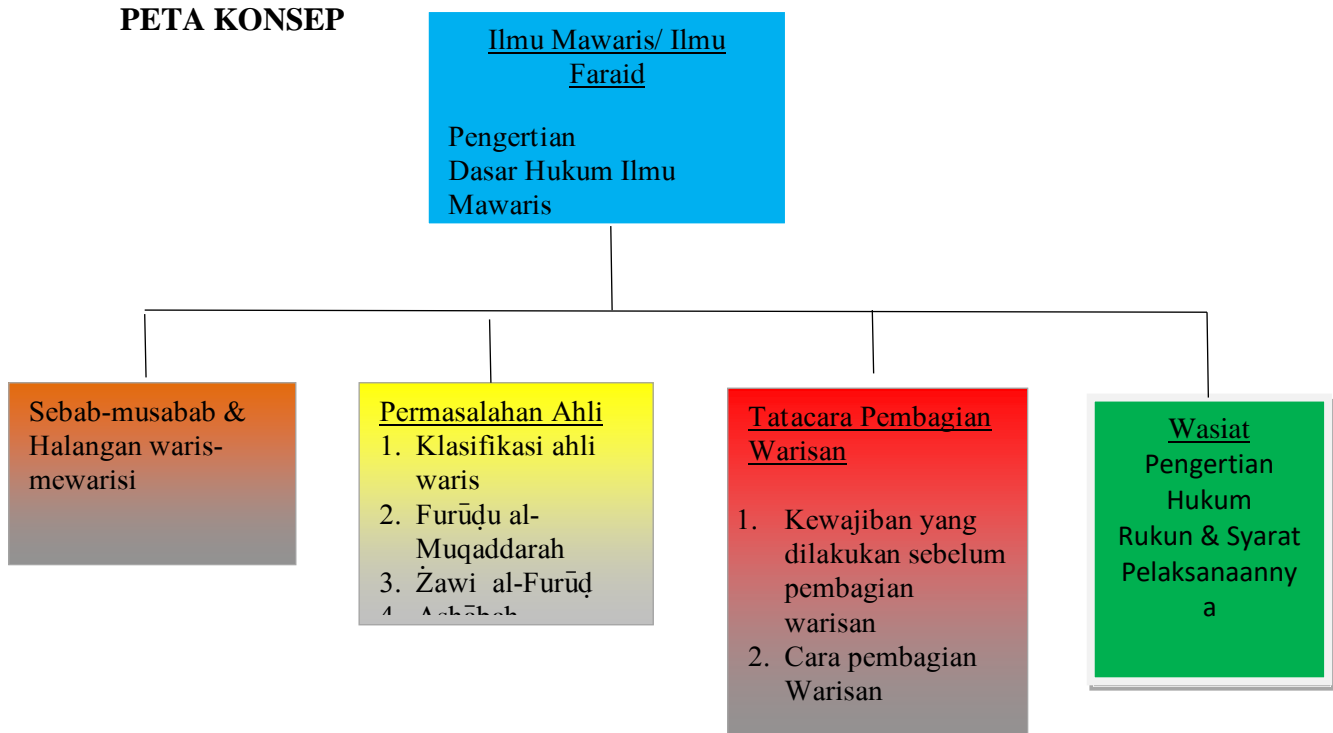 PETA KONSEP
Ilmu Mawaris/ Ilmu
Faraid
Pengertian
Dasar Hukum Ilmu
Mawaris
Sebab-musabab &
Halangan waris-
mewarisi
Permasalahan Ahli
1. Klasifikasi ahli
waris
2. Furūḍu al-
Muqaddarah
3. Żawi al-Furūḍ
4.
Tatacara Pembagian
Warisan
1. Kewajiban yang
dilakukan sebelum
pembagian
warisan
2. Cara pembagian
Warisan
Wasiat
Pengertian
Hukum
Rukun & Syarat
Pelaksanaanny
a